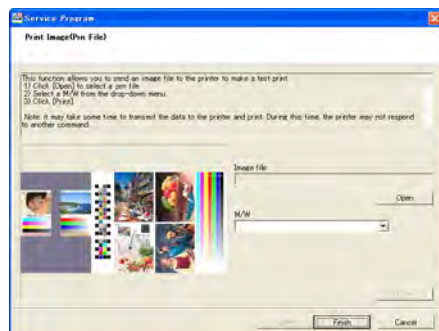 Service Program
Print Image(Prn File)
This function allows you to send an image file to the printer to make a test print.
1) Click [Open] to select a prn file.
2) Select a M/W from the drop-down menu.
3) Click [Print].
Note: it may take some time to transmit the data to the printer and print. During this time, the printer may not respond
to another command.
Image file
Open
M/W
Finish
Cancel